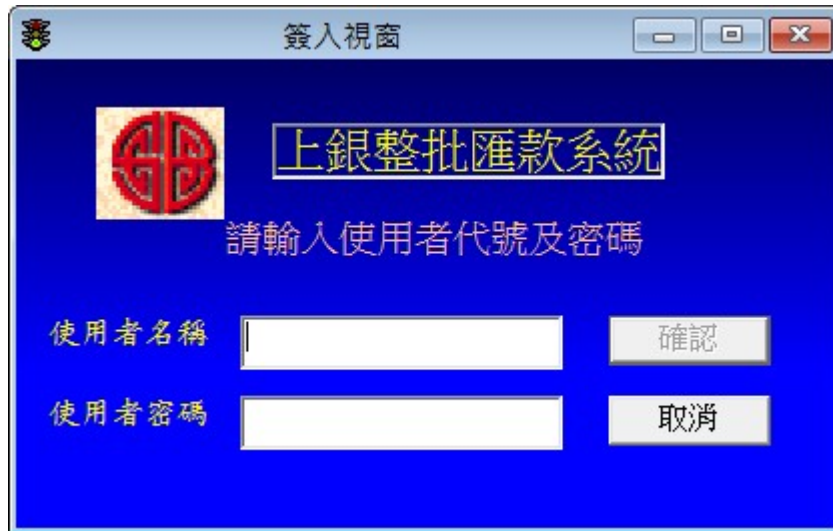 簽入視窗
上銀整批匯款系統
請輸入使用者代號及密碼
使用者名稱
確認
使用者密碼
取消